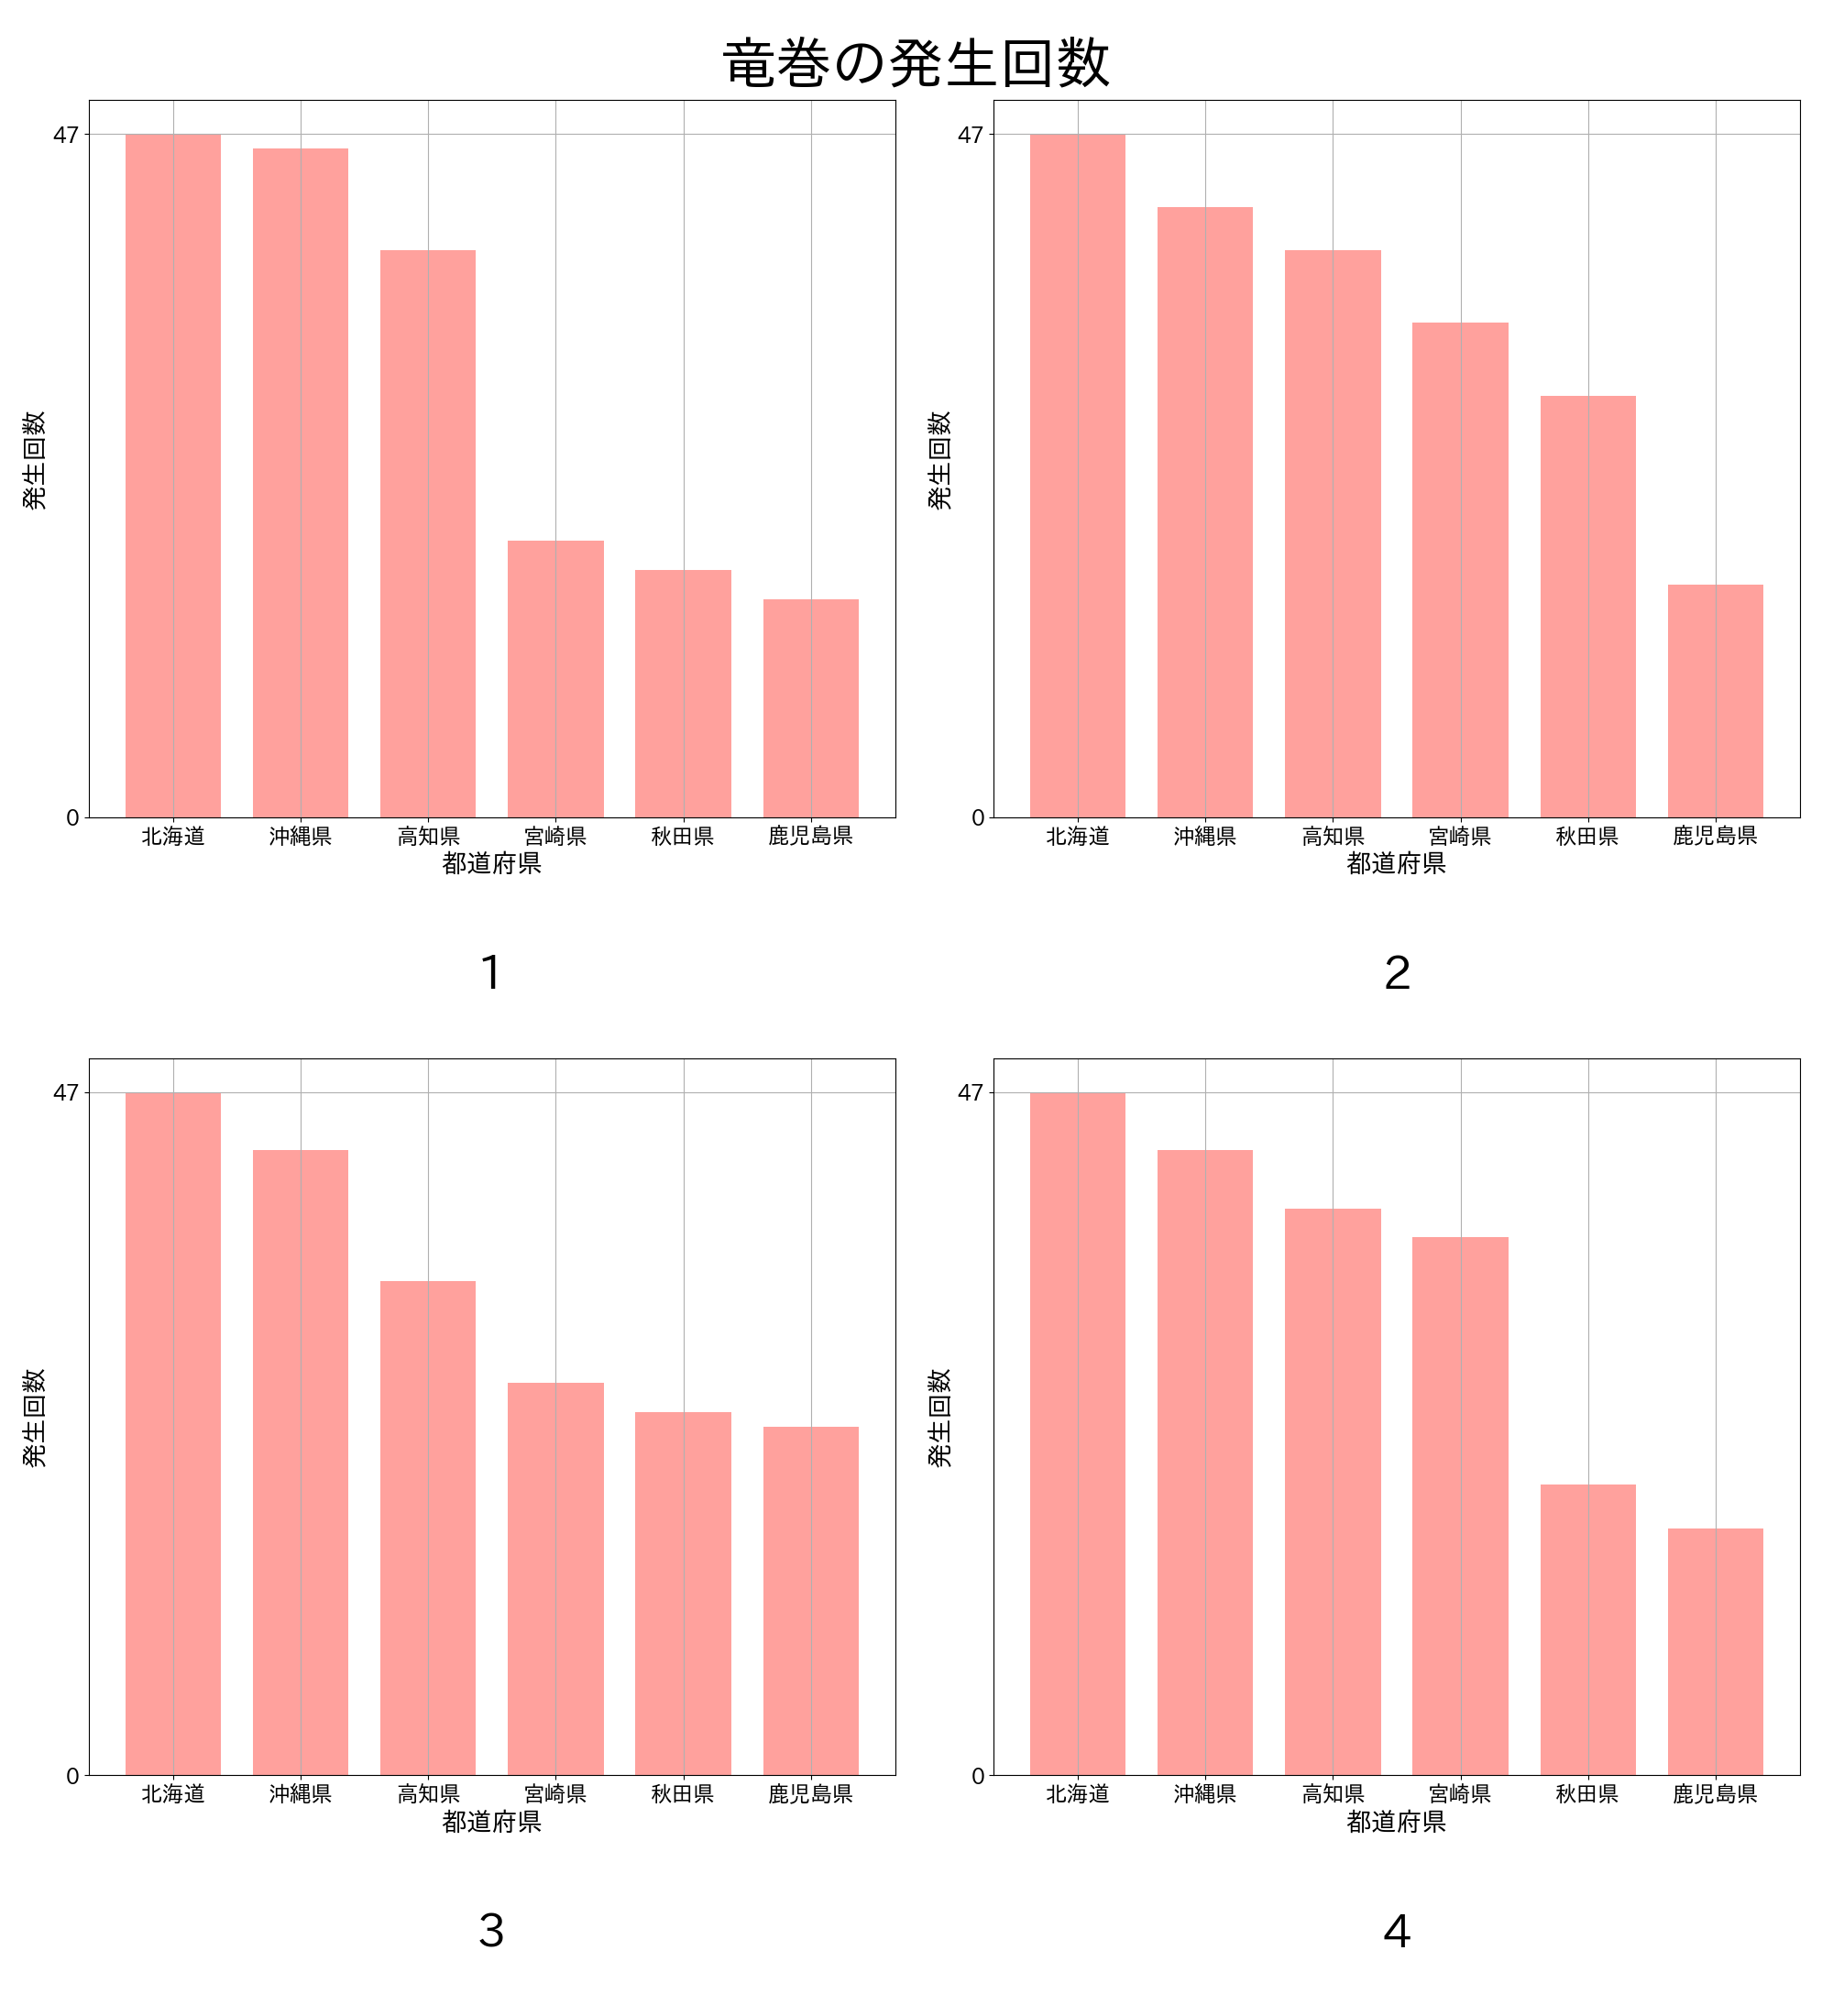 竜巻の発生回数
47
0
発生回数
北海道 沖縄県 高知県 宮崎県 秋田県 鹿児島県
都道府県
1
47
0
発生回数
北海道 沖縄県 高知県 宮崎県 秋田県 鹿児島県
都道府県
2
47
0
発生回数
北海道 沖縄県 高知県 宮崎県 秋田県 鹿児島県
都道府県
3
47
0
発生回数
北海道 沖縄県 高知県 宮崎県 秋田県 鹿児島県
都道府県
4